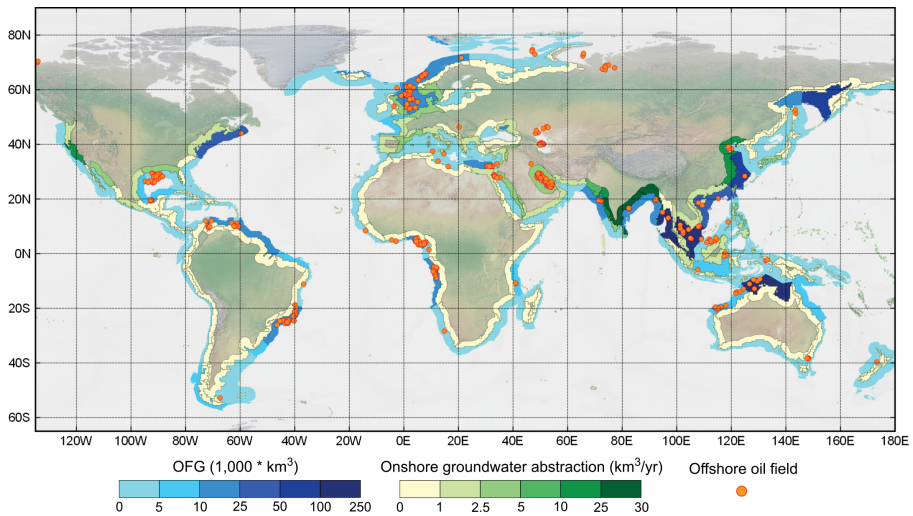 80N
60N
40N
20N
0N
20S
40S
60S
120W 100W 80W 60W 40W 20W 0E 20E 40E 60E 80E 100E 120E 140E 160E 180E
OFG (1,000 * km³) Onshore groundwater abstraction (km³/yr) Offshore oil field
0 5 10 25 50 100 250 0 1 2.5 5 10 25 30